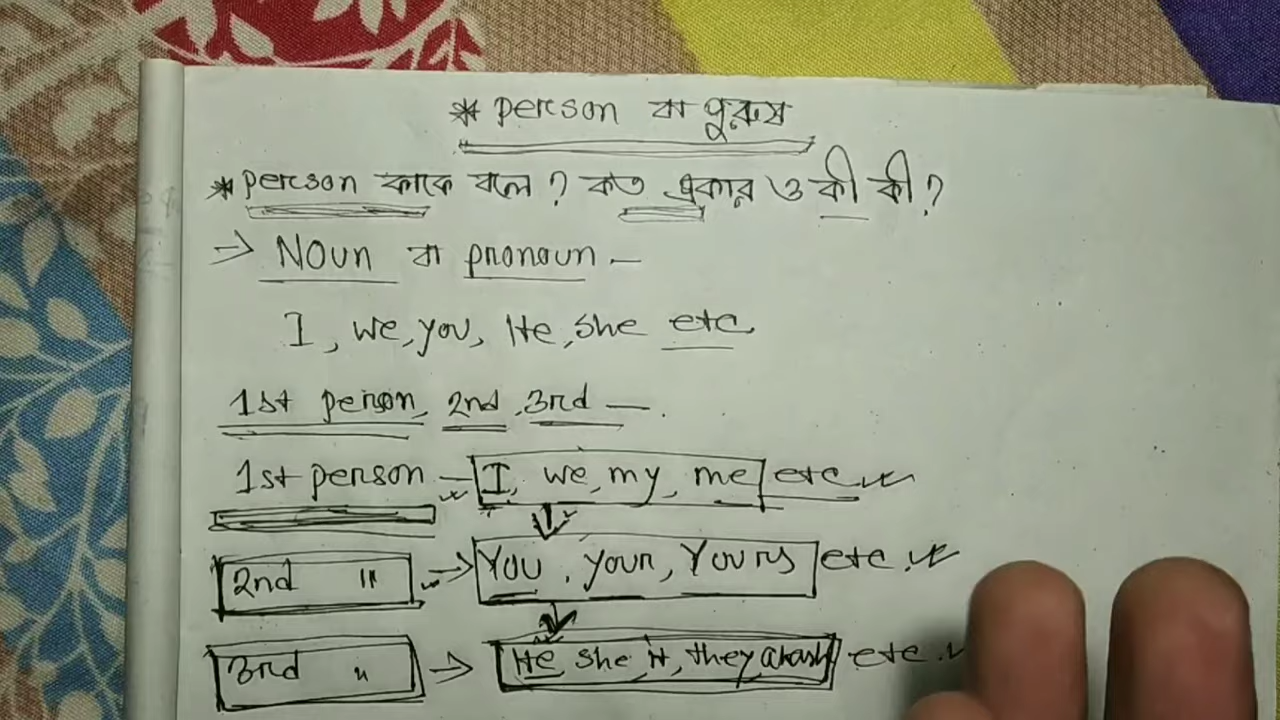 * person বা পুরুষ
* person কাকে বলে ? কত প্রকার ও কী কী ?
→ Noun বা pronoun —
I, we, you, He, she etc
1st person, 2nd, 3rd —.
1st person – I, we, my, me etc
2nd " → You, your, Yours etc.
3rd " → He she it, they akash etc.